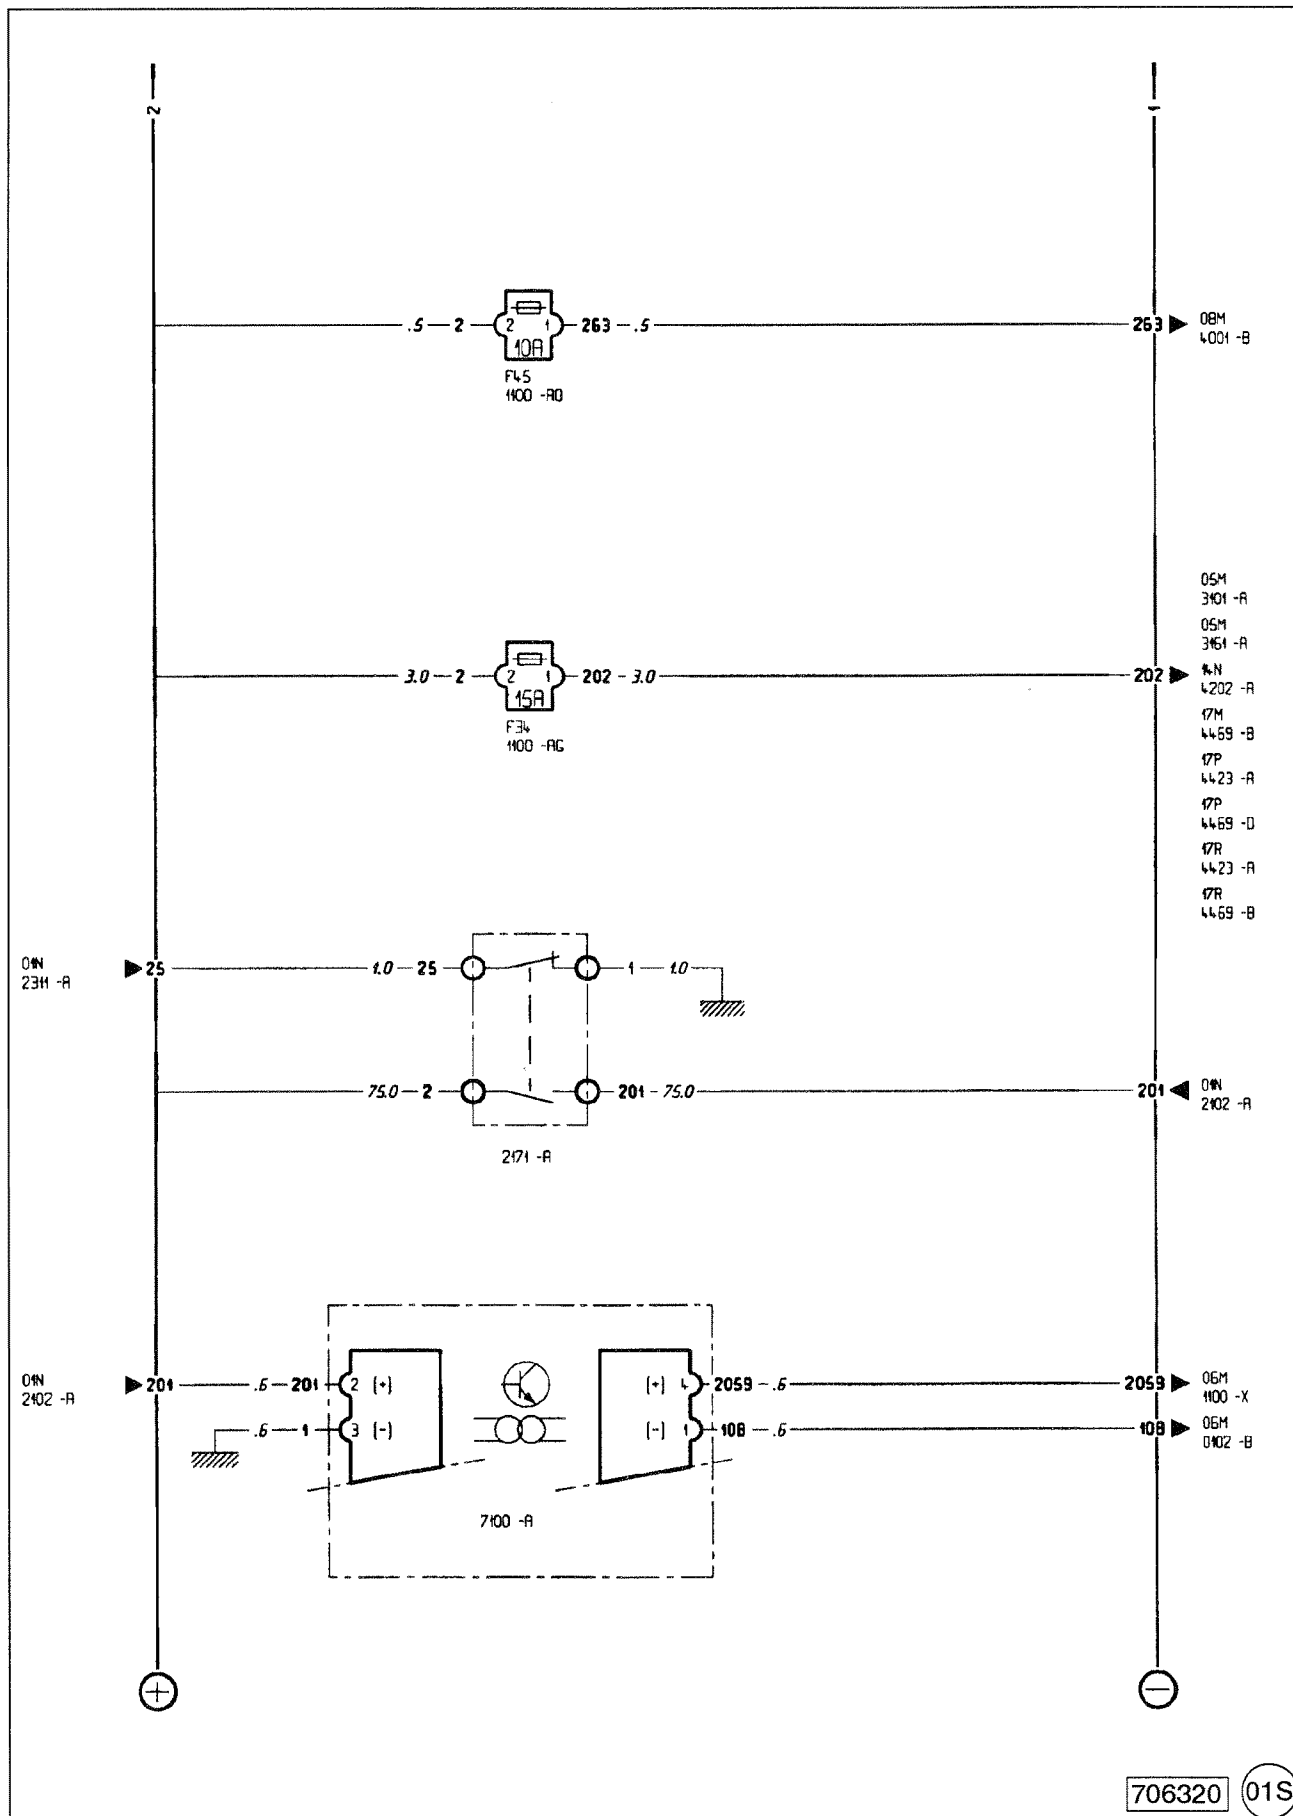 2 1
.5 2 2 1 263 .5 263 08M
4001 -B
10A
F45
1100 -AO
05M
3101 -A
05M
3161 -A
3.0 2 2 1 202 3.0 202 14N
4202 -A
15A
F34
1100 -AG
17M
4469 -B
17P
4423 -A
17P
4469 -D
17R
4423 -A
17R
4469 -B
01N
2311 -A
25 1.0 25 1 1.0
75.0 2 201 75.0 201 01N
2102 -A
2171 -A
01N
2102 -A
201 .6 201 2 (+) (+) 4 2059 .6 2059 06M
1100 -X
.6 1 3 (-) (-) 1 108 .6 108 06M
0102 -B
7100 -A
+ −
706320 01S